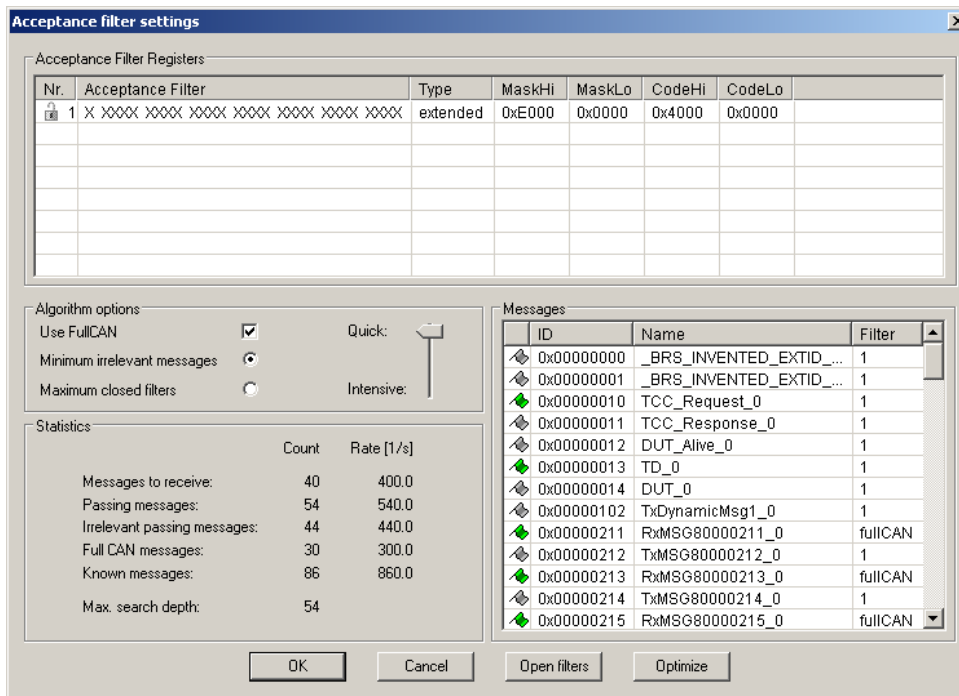 Acceptance filter settings
Acceptance Filter Registers
Nr. Acceptance Filter Type MaskHi MaskLo CodeHi CodeLo
1 X XXXX XXXX XXXX XXXX XXXX XXXX XXXX extended 0xE000 0x0000 0x4000 0x0000
Algorithm options
Use FullCAN Quick:
Minimum irrelevant messages
Maximum closed filters Intensive:
Statistics
Count Rate [1/s]
Messages to receive: 40 400.0
Passing messages: 54 540.0
Irrelevant passing messages: 44 440.0
Full CAN messages: 30 300.0
Known messages: 86 860.0
Max. search depth: 54
Messages
ID Name Filter
0x00000000 _BRS_INVENTED_EXTID_... 1
0x00000001 _BRS_INVENTED_EXTID_... 1
0x00000010 TCC_Request_0 1
0x00000011 TCC_Response_0 1
0x00000012 DUT_Alive_0 1
0x00000013 TD_0 1
0x00000014 DUT_0 1
0x00000102 TxDynamicMsg1_0 1
0x00000211 RxMSG80000211_0 fullCAN
0x00000212 TxMSG80000212_0 1
0x00000213 RxMSG80000213_0 fullCAN
0x00000214 TxMSG80000214_0 1
0x00000215 RxMSG80000215_0 fullCAN
OK Cancel Open filters Optimize